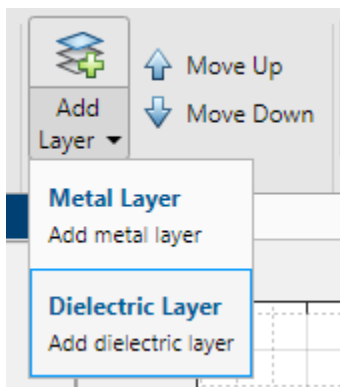 Add
Layer
Move Up
Move Down
Metal Layer
Add metal layer
Dielectric Layer
Add dielectric layer